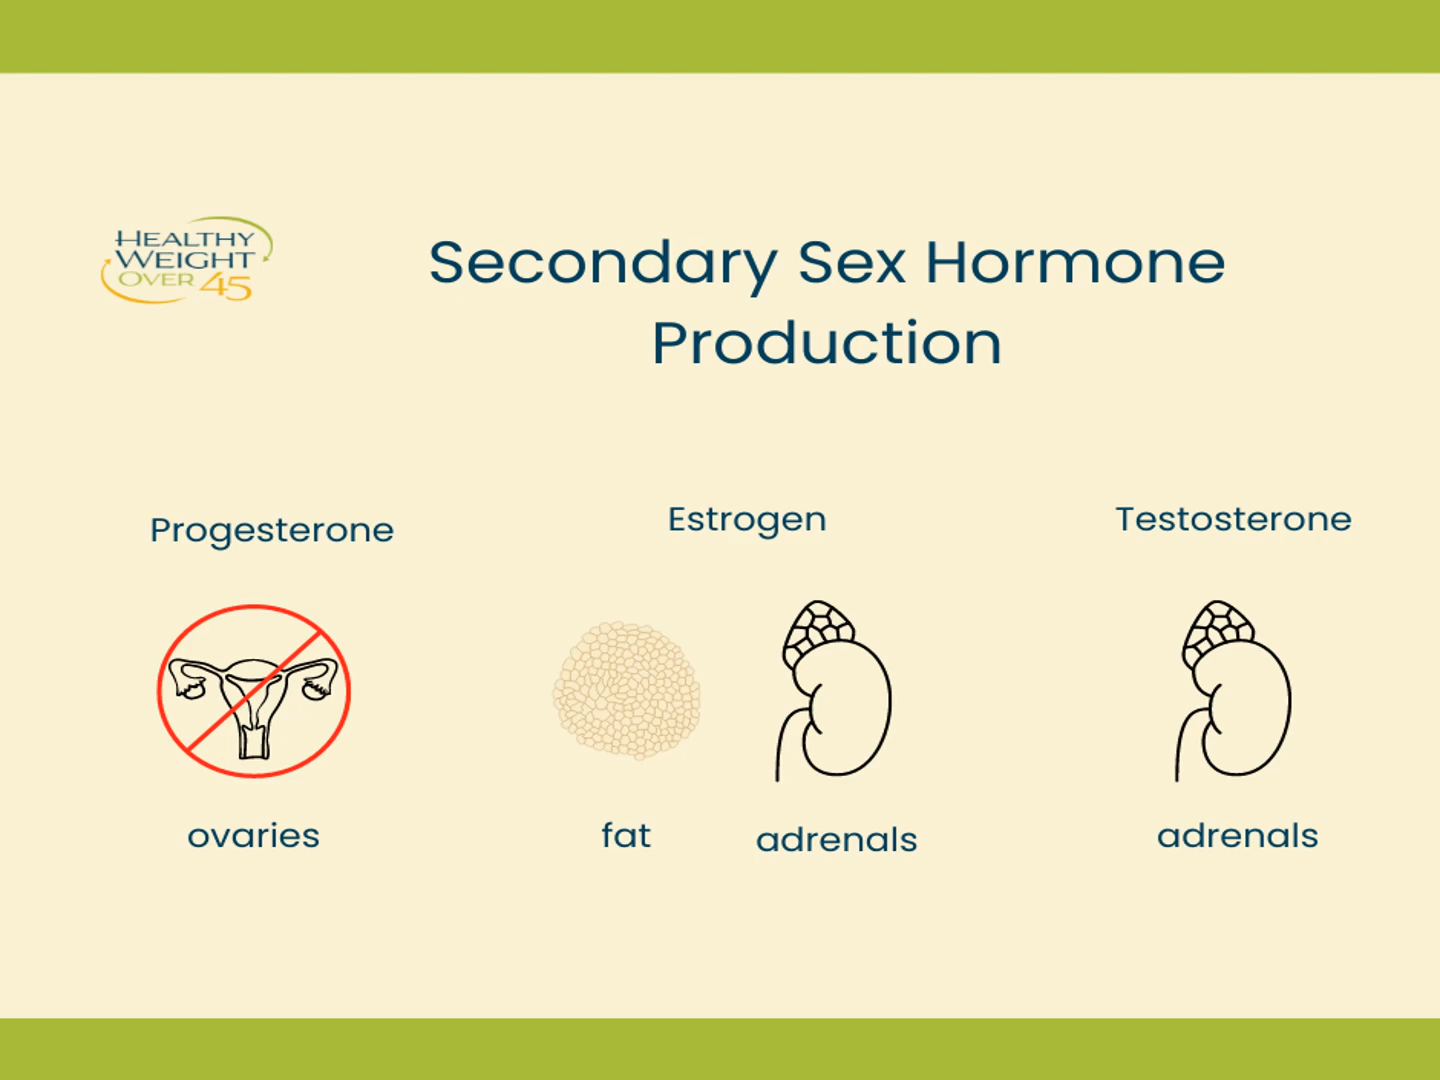 HEALTHY
WEIGHT
OVER 45
Secondary Sex Hormone
Production
Progesterone
Estrogen
Testosterone
ovaries
fat
adrenals
adrenals